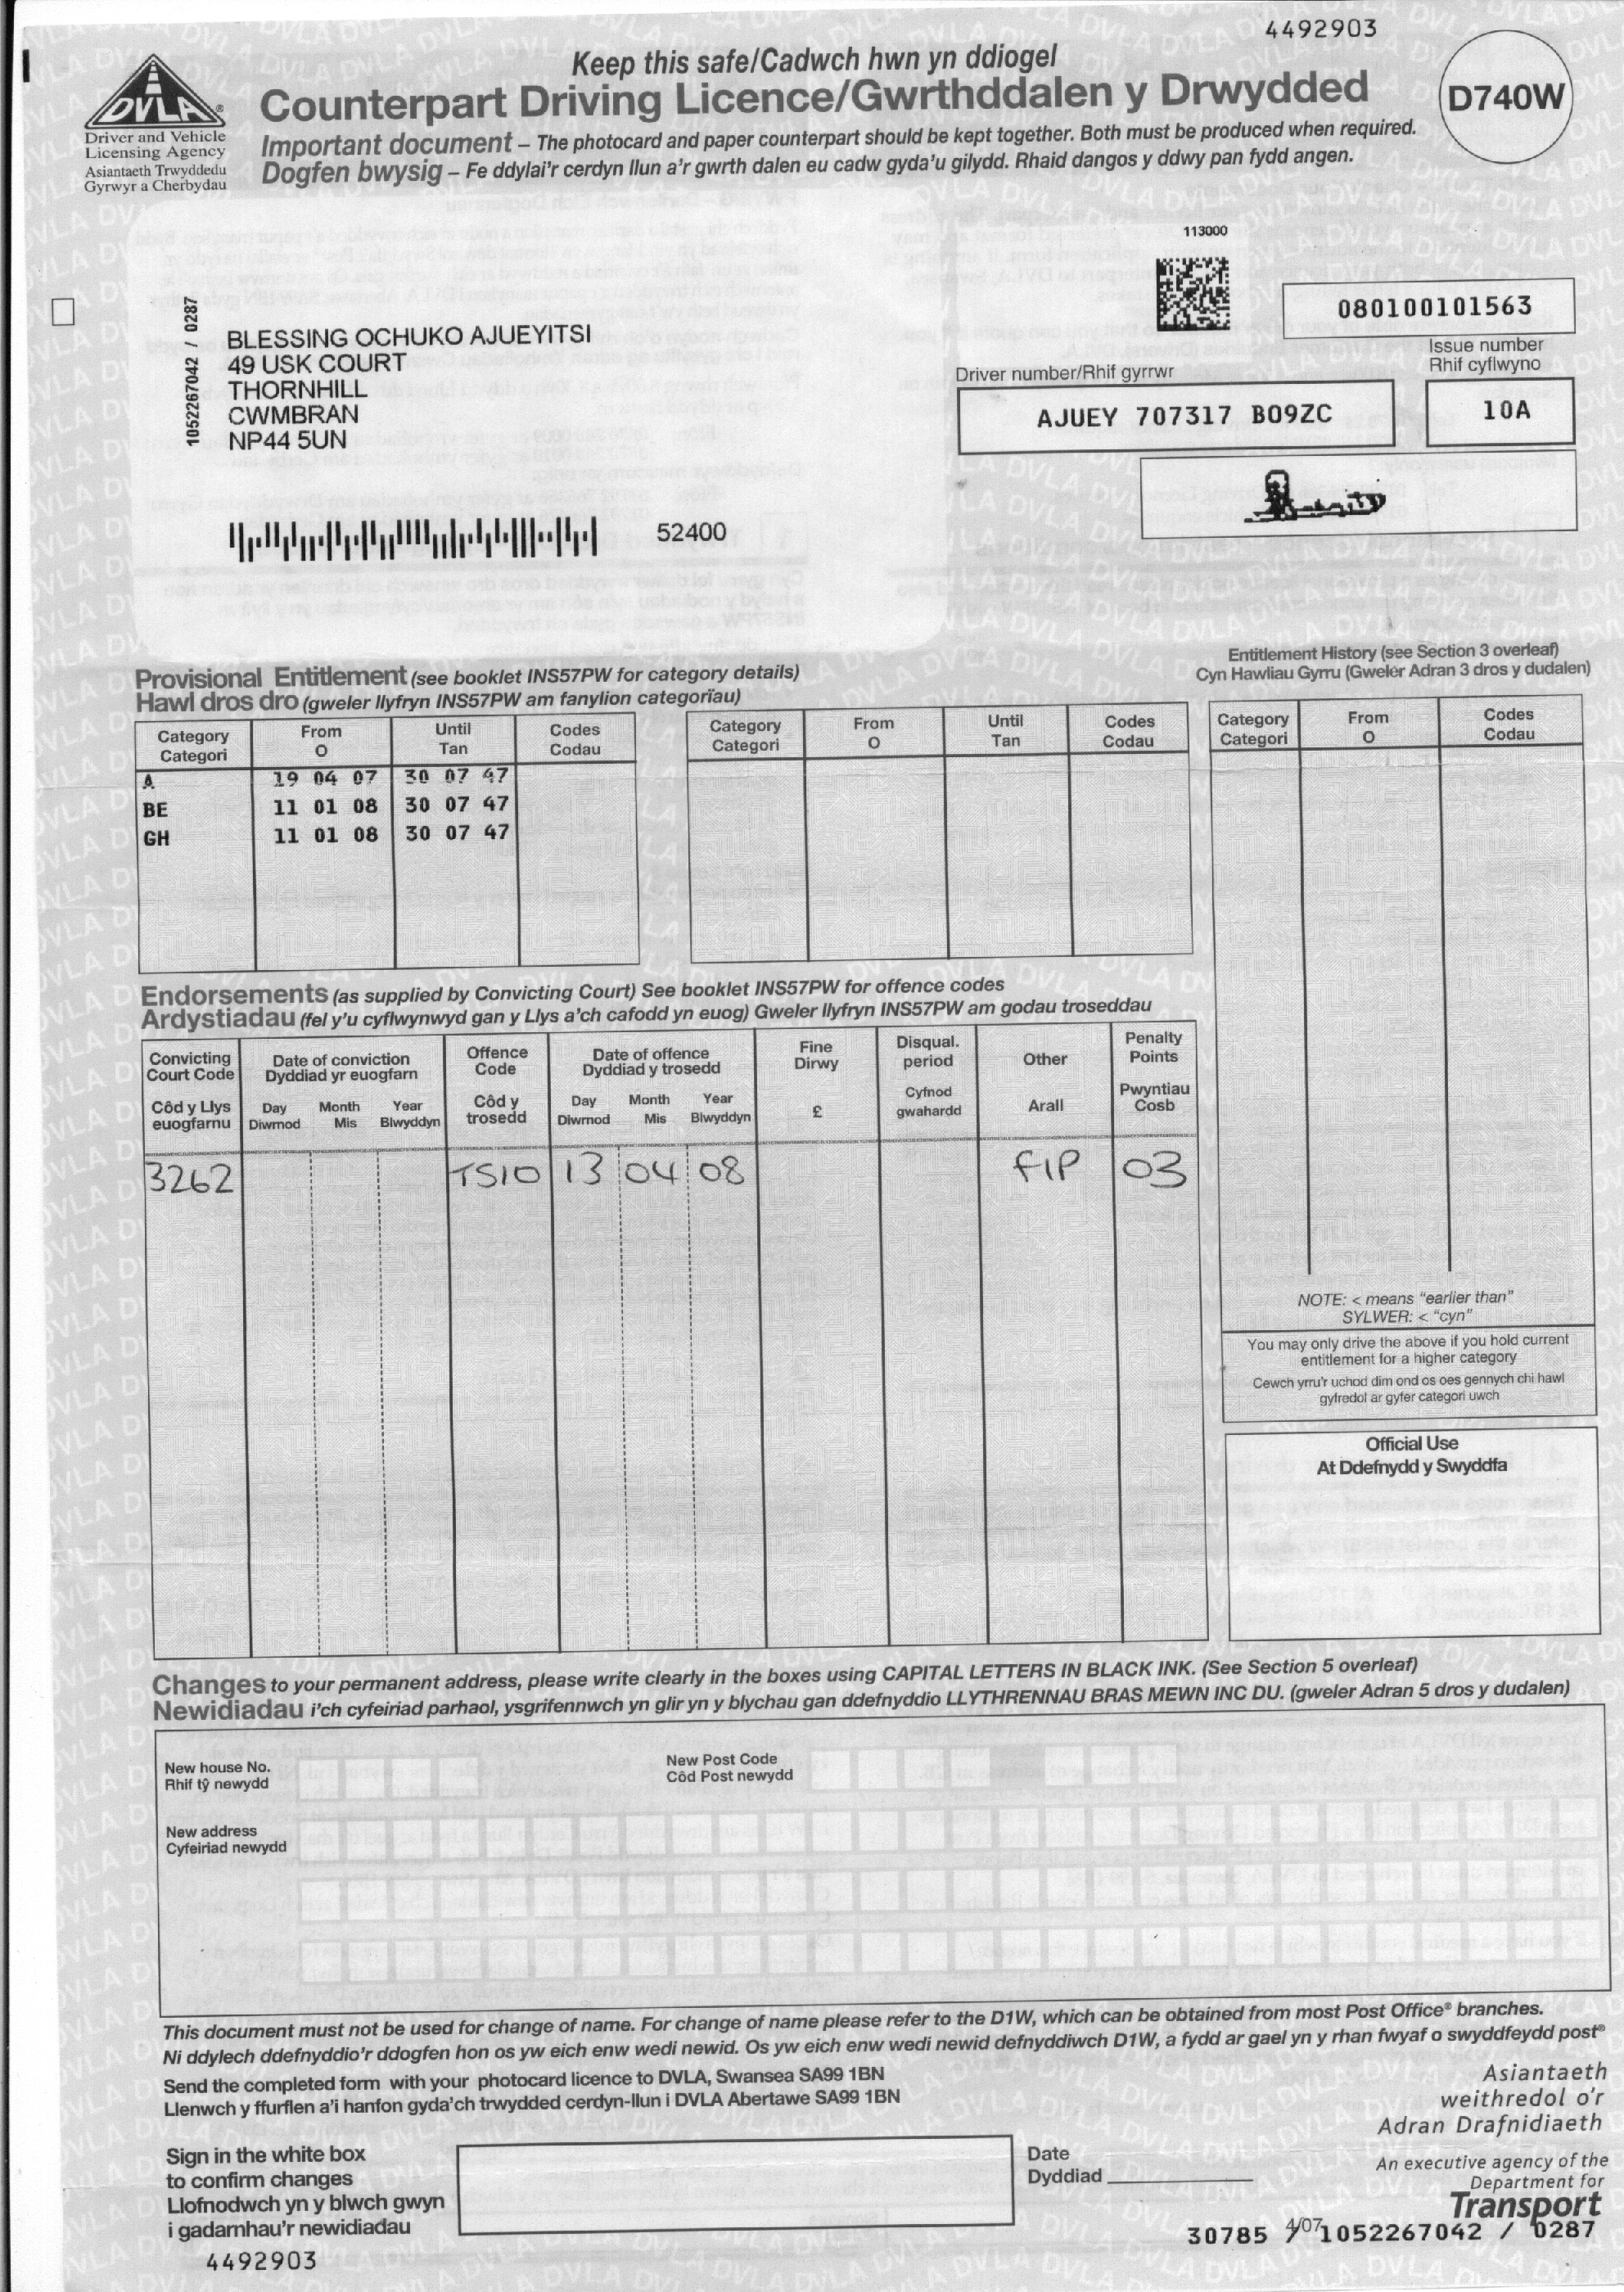 4492903
Keep this safe/Cadwch hwn yn ddiogel
Counterpart Driving Licence/Gwrthddalen y Drwydded
D740W
DVLA
Driver and Vehicle
Licensing Agency
Asiantaeth Trwyddedu
Gyrwyr a Cherbydau
Important document – The photocard and paper counterpart should be kept together. Both must be produced when required.
Dogfen bwysig – Fe ddylai'r cerdyn llun a'r gwrth dalen eu cadw gyda'u gilydd. Rhaid dangos y ddwy pan fydd angen.
113000
080100101563
1052267042 / 0287
BLESSING OCHUKO AJUEYITSI
49 USK COURT
THORNHILL
CWMBRAN
NP44 5UN
Issue number
Rhif cyflwyno
Driver number/Rhif gyrrwr
AJUEY 707317 BO9ZC
10A
52400
Provisional Entitlement (see booklet INS57PW for category details)
Hawl dros dro (gweler llyfryn INS57PW am fanylion categorïau)
Entitlement History (see Section 3 overleaf)
Cyn Hawliau Gyrru (Gweler Adran 3 dros y dudalen)
Category From Until Codes Category From Until Codes Category From Codes
Categori O Tan Codau Categori O Tan Codau Categori O Codau
A 19 04 07 30 07 47
BE 11 01 08 30 07 47
GH 11 01 08 30 07 47
Endorsements (as supplied by Convicting Court) See booklet INS57PW for offence codes
Ardystiadau (fel y'u cyflwynwyd gan y Llys a'ch cafodd yn euog) Gweler llyfryn INS57PW am godau troseddau
Convicting Court Code Date of conviction Offence Code Date of offence Fine Disqual. period Other Penalty Points
Dyddiad yr euogfarn Dyddiad y trosedd Dirwy
Côd y Llys euogfarnu Day Month Year Côd y trosedd Day Month Year £ Cyfnod gwahardd Arall Pwyntiau Cosb
Diwrnod Mis Blwyddyn Diwrnod Mis Blwyddyn
3262 TS10 13 04 08 FIP 03
NOTE: < means "earlier than"
SYLWER: < "cyn"
You may only drive the above if you hold current
entitlement for a higher category
Cewch yrru'r uchod dim ond os oes gennych chi hawl
gyfredol ar gyfer categori uwch
Official Use
At Ddefnydd y Swyddfa
Changes to your permanent address, please write clearly in the boxes using CAPITAL LETTERS IN BLACK INK. (See Section 5 overleaf)
Newidiadau i'ch cyfeiriad parhaol, ysgrifennwch yn glir yn y blychau gan ddefnyddio LLYTHRENNAU BRAS MEWN INC DU. (gweler Adran 5 dros y dudalen)
New house No.
Rhif tŷ newydd
New Post Code
Côd Post newydd
New address
Cyfeiriad newydd
This document must not be used for change of name. For change of name please refer to the D1W, which can be obtained from most Post Office® branches.
Ni ddylech ddefnyddio'r ddogfen hon os yw eich enw wedi newid. Os yw eich enw wedi newid defnyddiwch D1W, a fydd ar gael yn y rhan fwyaf o swyddfeydd post®
Send the completed form with your photocard licence to DVLA, Swansea SA99 1BN
Llenwch y ffurflen a'i hanfon gyda'ch trwydded cerdyn-llun i DVLA Abertawe SA99 1BN
Asiantaeth
weithredol o'r
Adran Drafnidiaeth
Sign in the white box
to confirm changes
Llofnodwch yn y blwch gwyn
i gadarnhau'r newidiadau
Date
Dyddiad
An executive agency of the
Department for
Transport
4/07
30785 / 1052267042 / 0287
4492903